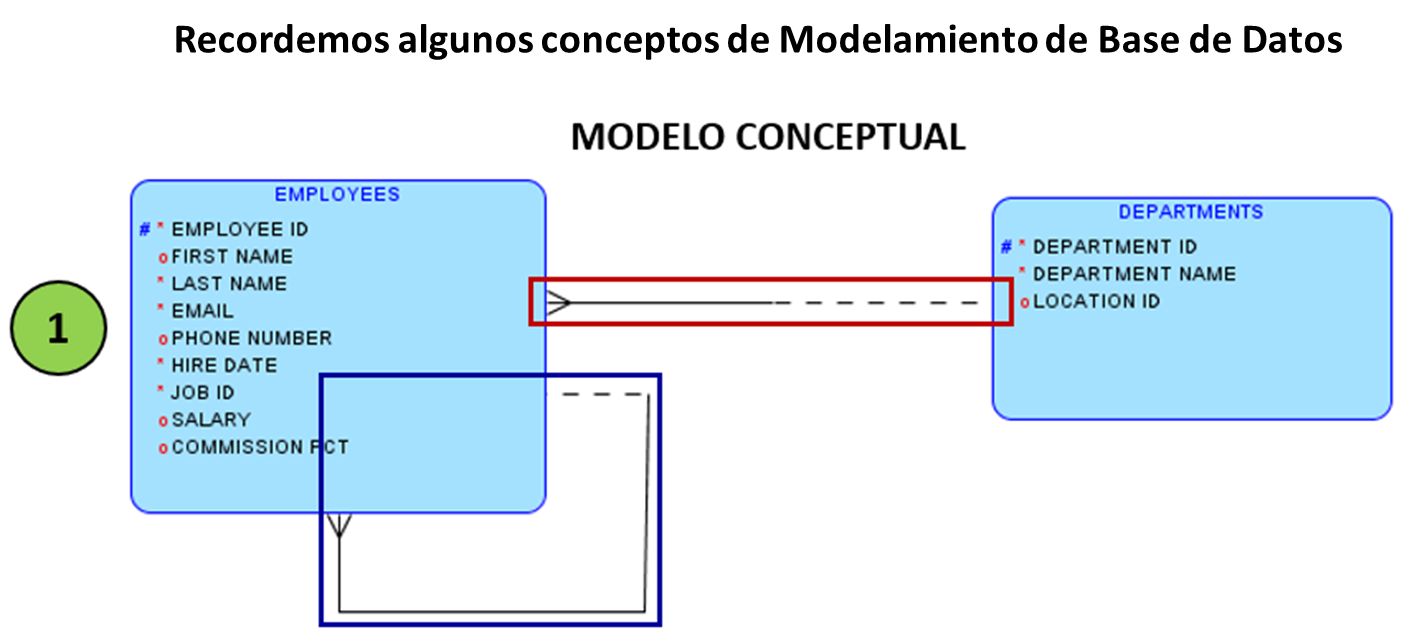 Recordemos algunos conceptos de Modelamiento de Base de Datos
MODELO CONCEPTUAL
EMPLOYEES
# * EMPLOYEE ID
o FIRST NAME
* LAST NAME
* EMAIL
o PHONE NUMBER
* HIRE DATE
* JOB ID
o SALARY
o COMMISSION PCT
DEPARTMENTS
# * DEPARTMENT ID
* DEPARTMENT NAME
o LOCATION ID
1